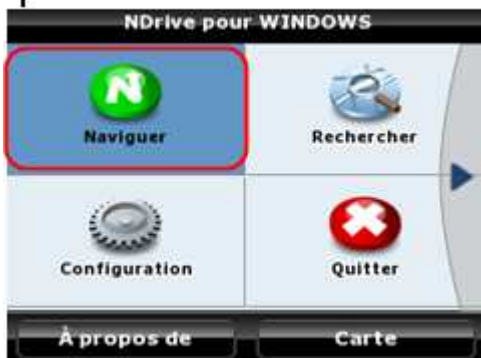 NDrive pour WINDOWS
Naviguer
Rechercher
Configuration
Quitter
À propos de
Carte